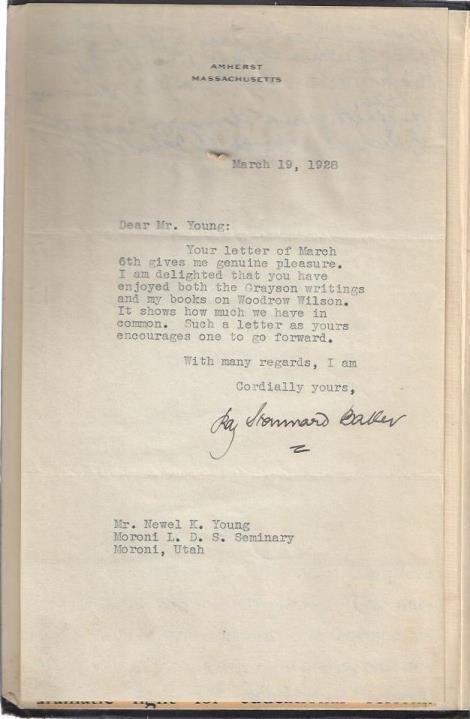 AMHERST
MASSACHUSETTS
March 19, 1928
Dear Mr. Young:
Your letter of March
6th gives me genuine pleasure.
I am delighted that you have
enjoyed both the Grayson writings
and my books on Woodrow Wilson.
It shows how much we have in
common. Such a letter as yours
encourages one to go forward.
With many regards, I am
Cordially yours,
Ray Stannard Baker
Mr. Newel K. Young
Moroni L. D. S. Seminary
Moroni, Utah